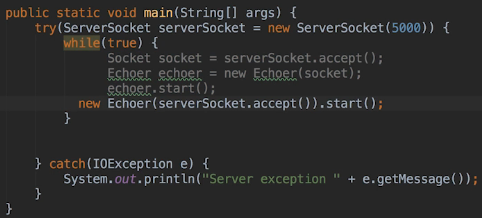 public static void main(String[] args) {
    try(ServerSocket serverSocket = new ServerSocket(5000)) {
        while(true) {
                Socket socket = serverSocket.accept();
                Echoer echoer = new Echoer(socket);
                echoer.start();
            new Echoer(serverSocket.accept()).start();
        }
    } catch(IOException e) {
        System.out.println("Server exception " + e.getMessage());
    }
}